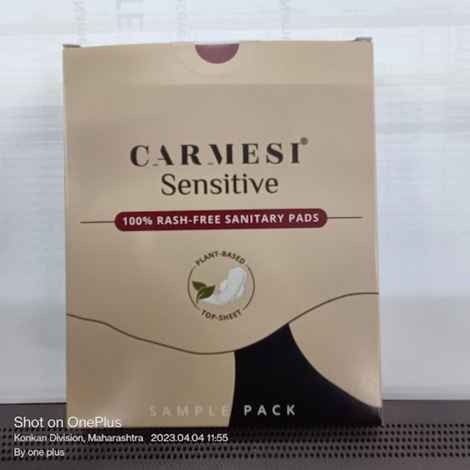 CARMESI®
Sensitive
100% RASH-FREE SANITARY PADS
PLANT-BASED
TOP-SHEET
SAMPLE PACK
Shot on OnePlus
Konkan Division, Maharashtra 2023.04.04 11:55
By one plus